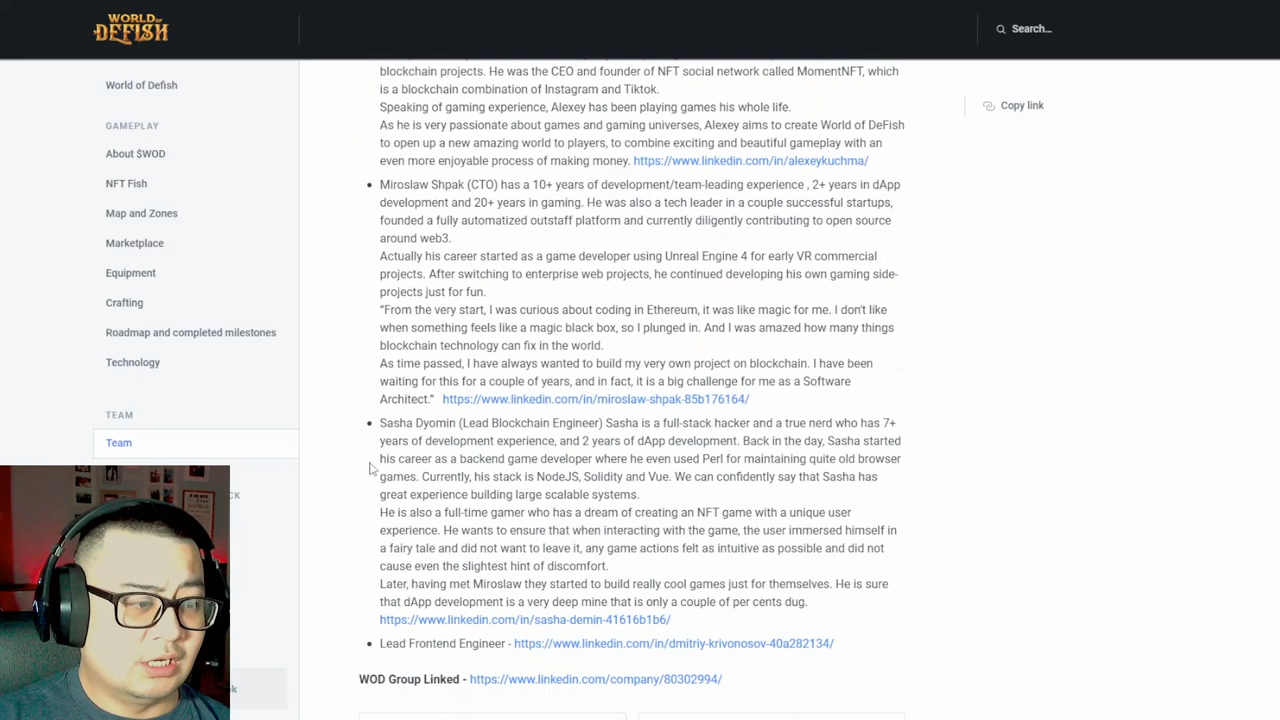 WORLD OF
DEFISH
Search...
World of Defish
GAMEPLAY
About $WOD
NFT Fish
Map and Zones
Marketplace
Equipment
Crafting
Roadmap and completed milestones
Technology
TEAM
Team
CK
k
blockchain projects. He was the CEO and founder of NFT social network called MomentNFT, which
is a blockchain combination of Instagram and Tiktok.
Speaking of gaming experience, Alexey has been playing games his whole life.
As he is very passionate about games and gaming universes, Alexey aims to create World of DeFish
to open up a new amazing world to players, to combine exciting and beautiful gameplay with an
even more enjoyable process of making money. https://www.linkedin.com/in/alexeykuchma/
Miroslaw Shpak (CTO) has a 10+ years of development/team-leading experience , 2+ years in dApp
development and 20+ years in gaming. He was also a tech leader in a couple successful startups,
founded a fully automatized outstaff platform and currently diligently contributing to open source
around web3.
Actually his career started as a game developer using Unreal Engine 4 for early VR commercial
projects. After switching to enterprise web projects, he continued developing his own gaming side-
projects just for fun.
“From the very start, I was curious about coding in Ethereum, it was like magic for me. I don't like
when something feels like a magic black box, so I plunged in. And I was amazed how many things
blockchain technology can fix in the world.
As time passed, I have always wanted to build my very own project on blockchain. I have been
waiting for this for a couple of years, and in fact, it is a big challenge for me as a Software
Architect.” https://www.linkedin.com/in/miroslaw-shpak-85b176164/
Sasha Dyomin (Lead Blockchain Engineer) Sasha is a full-stack hacker and a true nerd who has 7+
years of development experience, and 2 years of dApp development. Back in the day, Sasha started
his career as a backend game developer where he even used Perl for maintaining quite old browser
games. Currently, his stack is NodeJS, Solidity and Vue. We can confidently say that Sasha has
great experience building large scalable systems.
He is also a full-time gamer who has a dream of creating an NFT game with a unique user
experience. He wants to ensure that when interacting with the game, the user immersed himself in
a fairy tale and did not want to leave it, any game actions felt as intuitive as possible and did not
cause even the slightest hint of discomfort.
Later, having met Miroslaw they started to build really cool games just for themselves. He is sure
that dApp development is a very deep mine that is only a couple of per cents dug.
https://www.linkedin.com/in/sasha-demin-41616b1b6/
Lead Frontend Engineer - https://www.linkedin.com/in/dmitriy-krivonosov-40a282134/
WOD Group Linked - https://www.linkedin.com/company/80302994/
Copy link